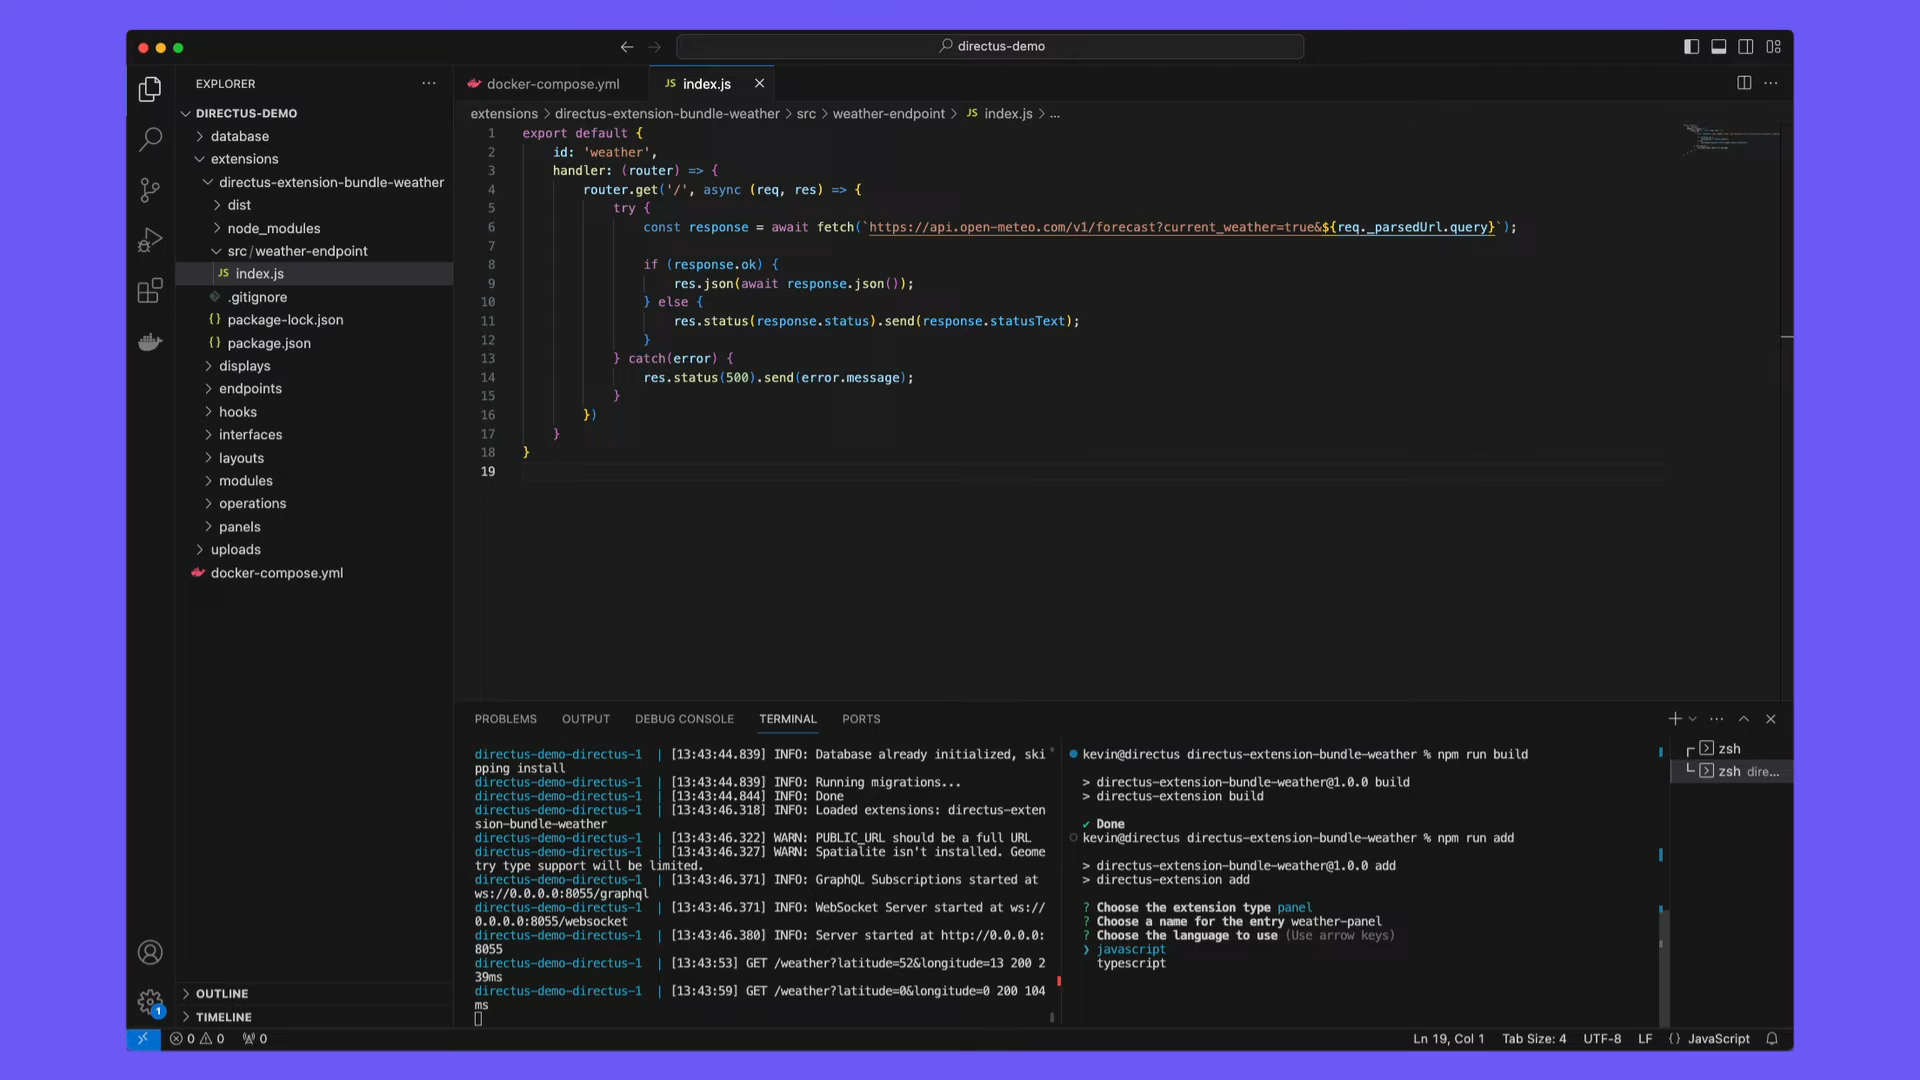 directus-demo
EXPLORER
DIRECTUS-DEMO
database
extensions
directus-extension-bundle-weather
dist
node_modules
src/weather-endpoint
JS index.js
.gitignore
{} package-lock.json
{} package.json
displays
endpoints
hooks
interfaces
layouts
modules
operations
panels
uploads
docker-compose.yml
OUTLINE
TIMELINE
docker-compose.yml
JS index.js
extensions > directus-extension-bundle-weather > src > weather-endpoint > JS index.js > ...
1 export default {
2 id: 'weather',
3 handler: (router) => {
4 router.get('/', async (req, res) => {
5 try {
6 const response = await fetch(`https://api.open-meteo.com/v1/forecast?current_weather=true&${req._parsedUrl.query}`);
7
8 if (response.ok) {
9 res.json(await response.json());
10 } else {
11 res.status(response.status).send(response.statusText);
12 }
13 } catch(error) {
14 res.status(500).send(error.message);
15 }
16 })
17 }
18 }
19
PROBLEMS OUTPUT DEBUG CONSOLE TERMINAL PORTS
directus-demo-directus-1 | [13:43:44.839] INFO: Database already initialized, ski
pping install
directus-demo-directus-1 | [13:43:44.839] INFO: Running migrations...
directus-demo-directus-1 | [13:43:44.844] INFO: Done
directus-demo-directus-1 | [13:43:46.318] INFO: Loaded extensions: directus-exten
sion-bundle-weather
directus-demo-directus-1 | [13:43:46.322] WARN: PUBLIC_URL should be a full URL
directus-demo-directus-1 | [13:43:46.327] WARN: Spatialite isn't installed. Geome
try type support will be limited.
directus-demo-directus-1 | [13:43:46.371] INFO: GraphQL Subscriptions started at
ws://0.0.0.0:8055/graphql
directus-demo-directus-1 | [13:43:46.371] INFO: WebSocket Server started at ws://
0.0.0.0:8055/websocket
directus-demo-directus-1 | [13:43:46.380] INFO: Server started at http://0.0.0.0:
8055
directus-demo-directus-1 | [13:43:53] GET /weather?latitude=52&longitude=13 200 2
39ms
directus-demo-directus-1 | [13:43:59] GET /weather?latitude=0&longitude=0 200 104
ms
kevin@directus directus-extension-bundle-weather % npm run build
> directus-extension-bundle-weather@1.0.0 build
> directus-extension build
✔ Done
kevin@directus directus-extension-bundle-weather % npm run add
> directus-extension-bundle-weather@1.0.0 add
> directus-extension add
? Choose the extension type panel
? Choose a name for the entry weather-panel
? Choose the language to use (Use arrow keys)
❯ javascript
typescript
zsh
zsh dire...
1
0 0 0
Ln 19, Col 1 Tab Size: 4 UTF-8 LF {} JavaScript